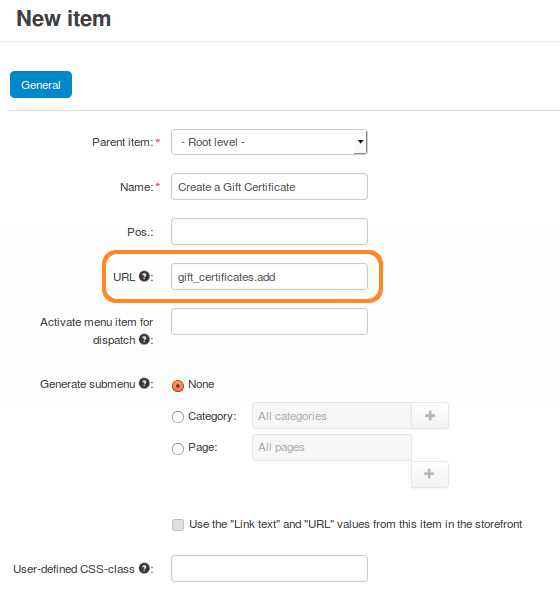 New item
General
Parent item:* - Root level -
Name:* Create a Gift Certificate
Pos.:
URL ?: gift_certificates.add
Activate menu item for
dispatch ?:
Generate submenu ?: None
Category: All categories +
Page: All pages
+
Use the "Link text" and "URL" values from this item in the storefront
User-defined CSS-class ?: